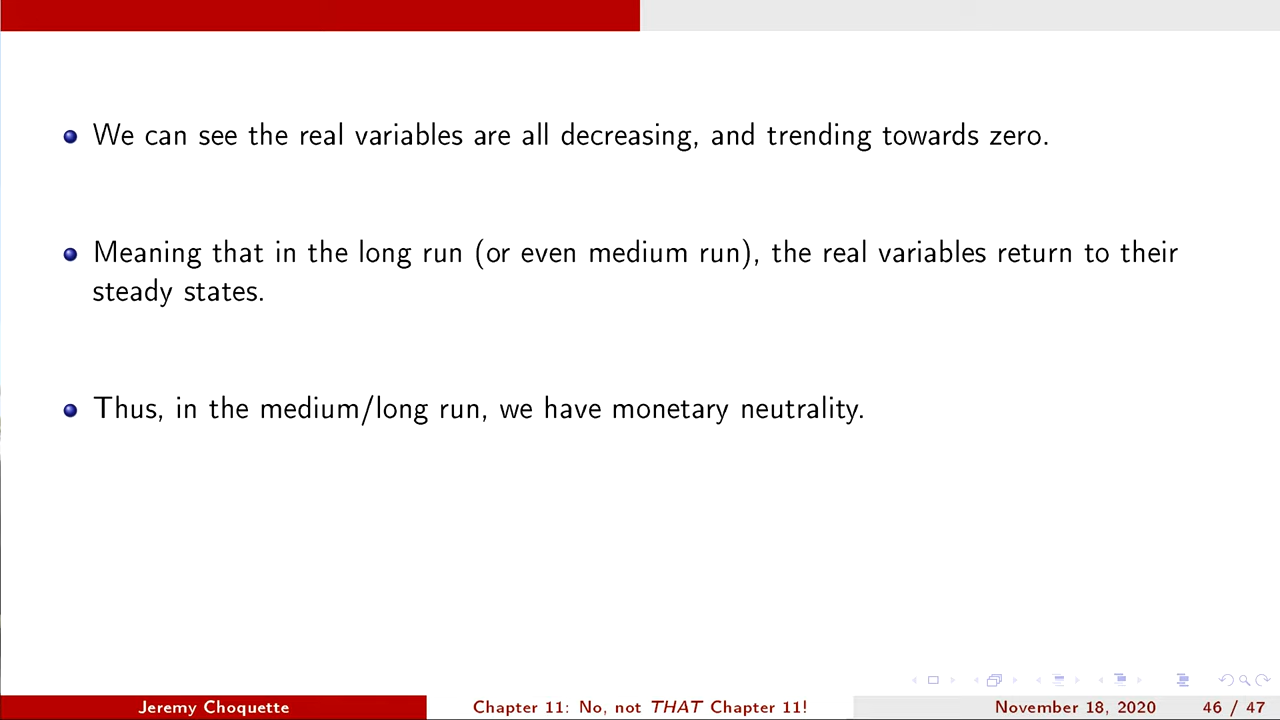 We can see the real variables are all decreasing, and trending towards zero.
Meaning that in the long run (or even medium run), the real variables return to their
steady states.
Thus, in the medium/long run, we have monetary neutrality.
Jeremy Choquette
Chapter 11: No, not THAT Chapter 11!
November 18, 2020
46 / 47